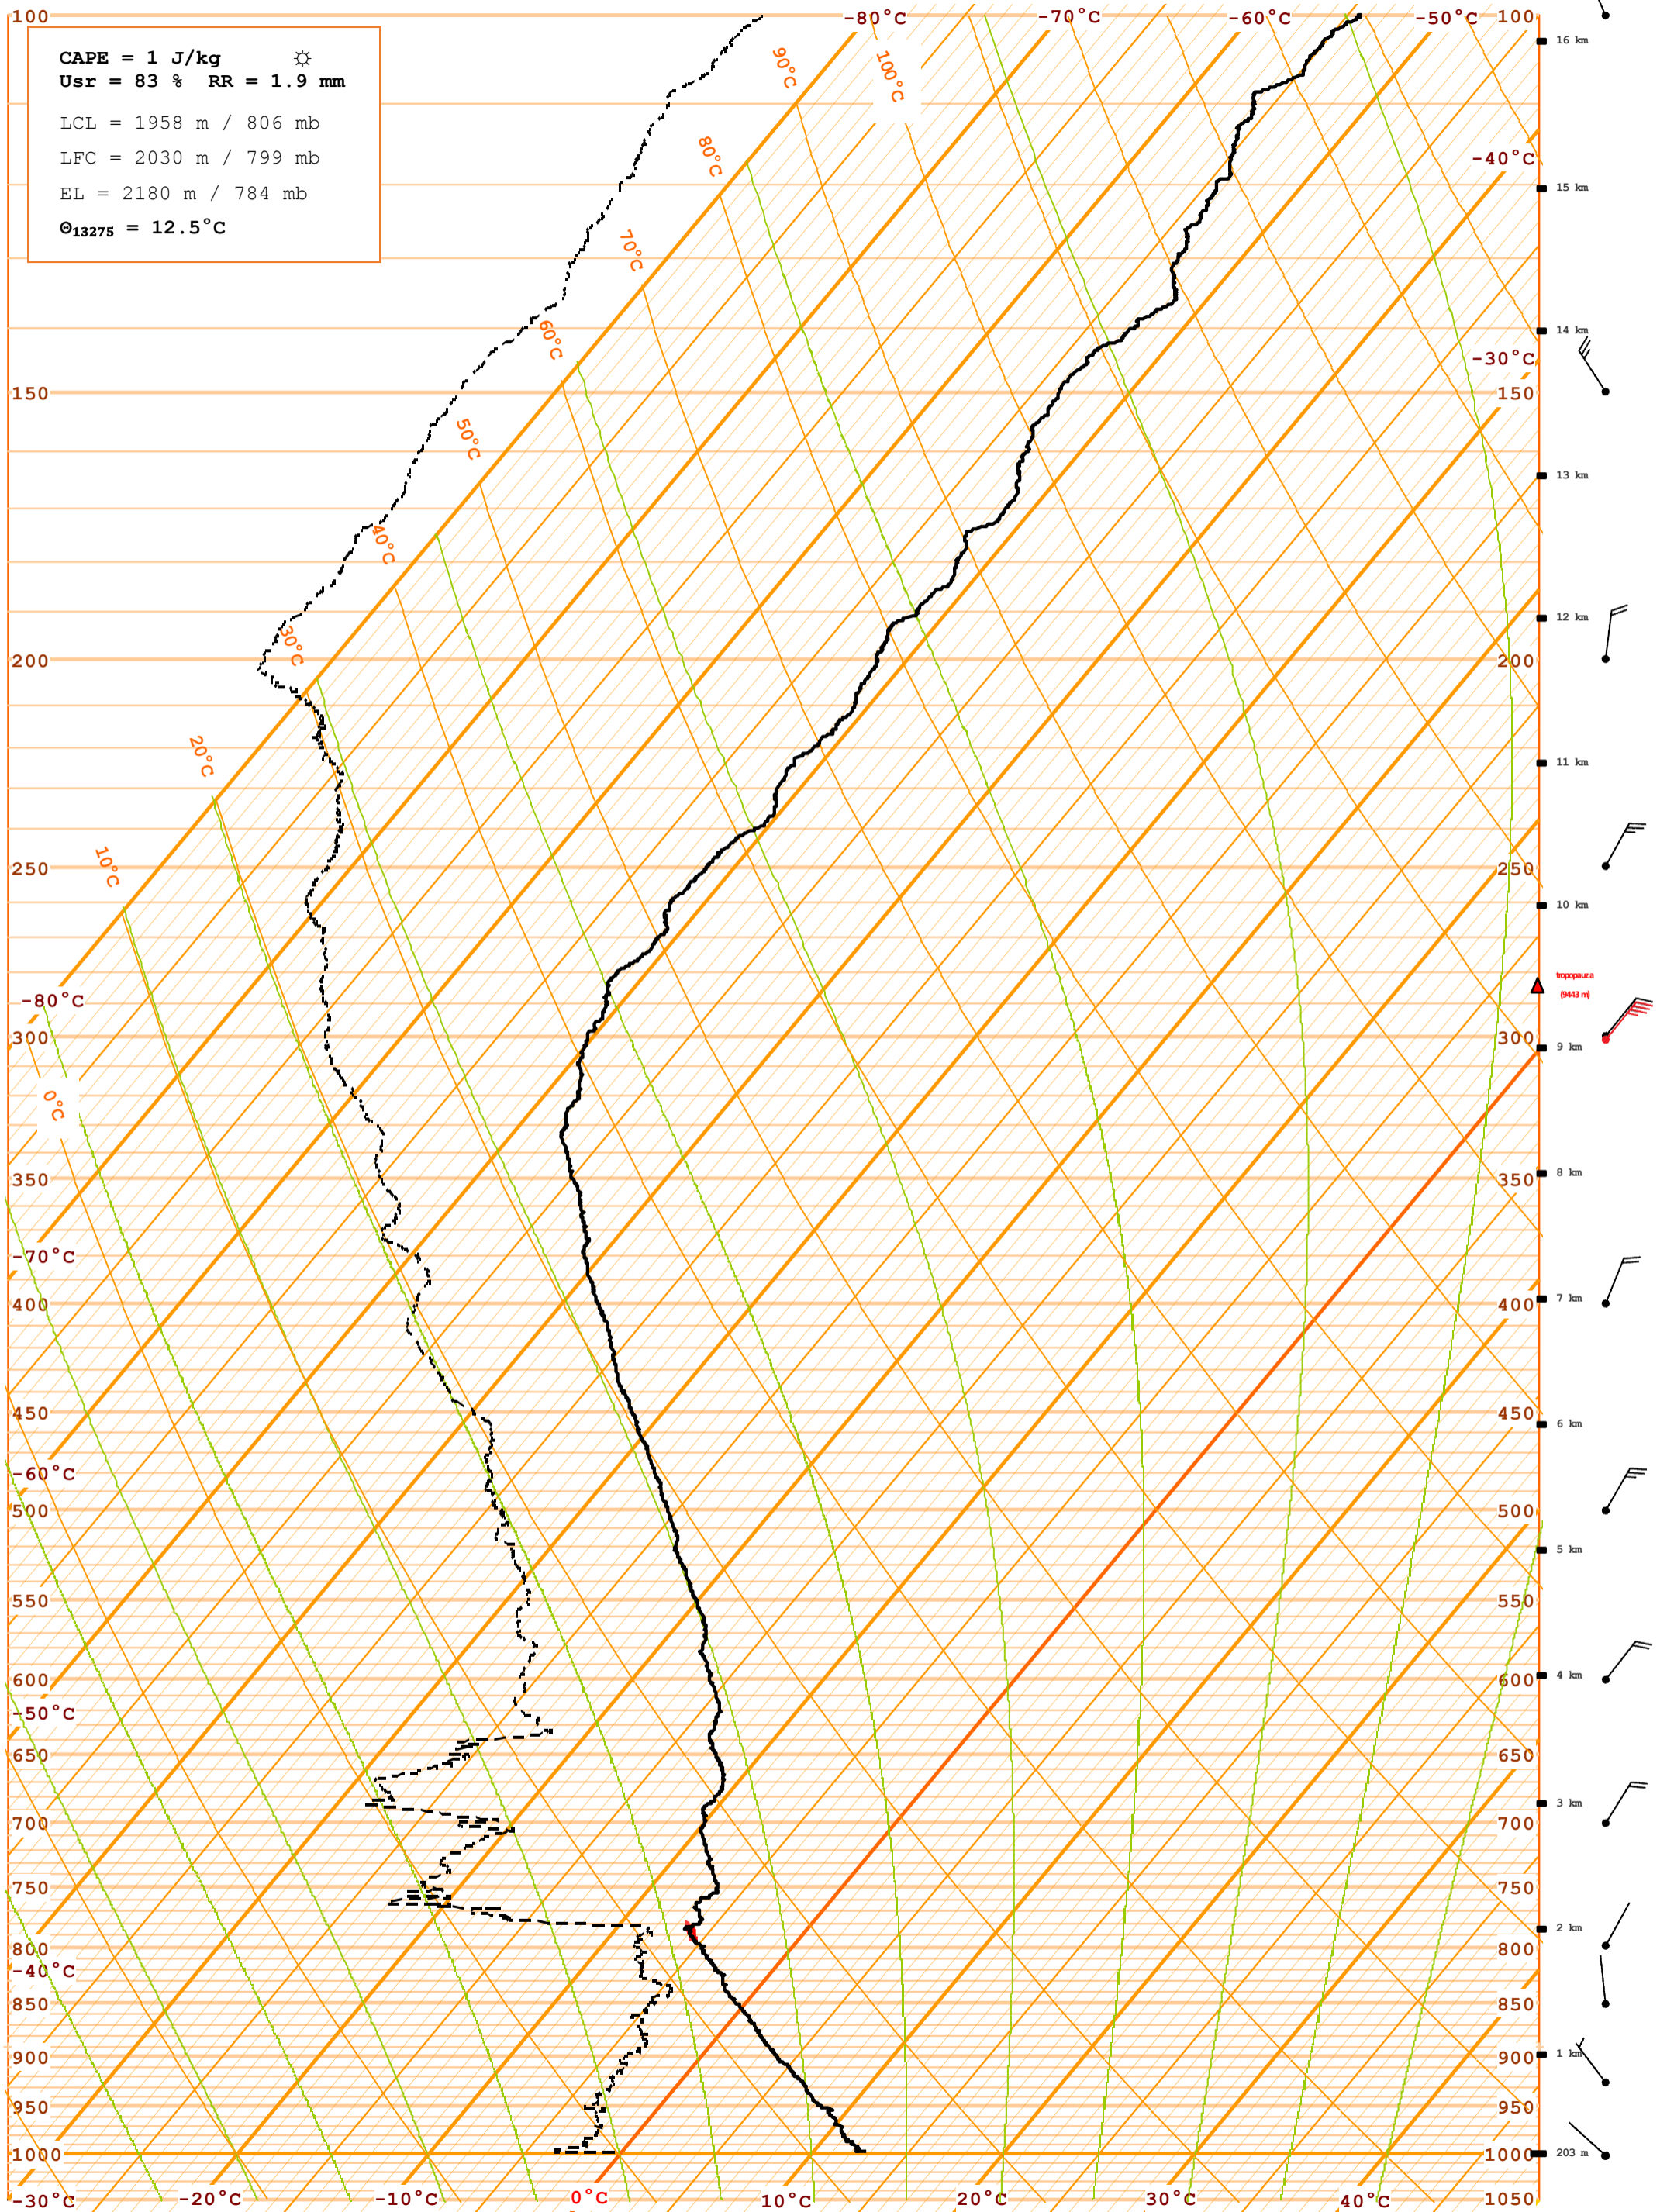 100 -80°C -70°C -60°C -50°C 100
16 km
CAPE = 1 J/kg ☼
Usr = 83 % RR = 1.9 mm
LCL = 1958 m / 806 mb
LFC = 2030 m / 799 mb
EL = 2180 m / 784 mb
Θ13275 = 12.5°C
90°C
100°C
80°C
-40°C
15 km
70°C
60°C
14 km
-30°C
150 150
50°C
13 km
40°C
12 km
30°C
200 200
20°C
11 km
10°C
250 250
10 km
tropopauza
(9443 m)
-80°C
300 300
9 km
0°C
8 km
350 350
-70°C
7 km
400 400
450 450
6 km
-60°C
500 500
5 km
550 550
4 km
600 600
-50°C
650 650
3 km
700 700
750 750
2 km
800 800
-40°C
850 850
1 km
900 900
950 950
1000 1000
203 m
-30°C -20°C -10°C 0°C 10°C 20°C 30°C 40°C 1050